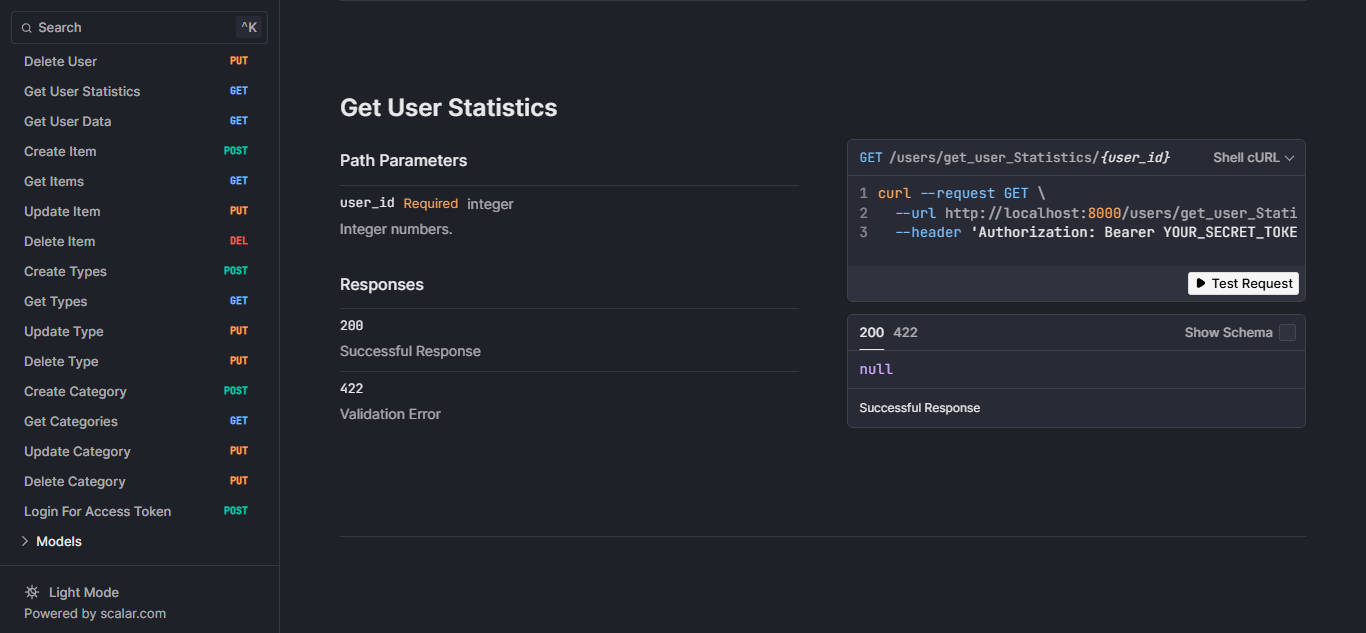 Search ^K
Delete User PUT
Get User Statistics GET
Get User Data GET
Create Item POST
Get Items GET
Update Item PUT
Delete Item DEL
Create Types POST
Get Types GET
Update Type PUT
Delete Type PUT
Create Category POST
Get Categories GET
Update Category PUT
Delete Category PUT
Login For Access Token POST
Models
Light Mode
Powered by scalar.com
Get User Statistics
Path Parameters
user_id Required integer
Integer numbers.
Responses
200
Successful Response
422
Validation Error
GET /users/get_user_Statistics/{user_id} Shell cURL
1 curl --request GET \
2 --url http://localhost:8000/users/get_user_Stati
3 --header 'Authorization: Bearer YOUR_SECRET_TOKE
Test Request
200 422 Show Schema
null
Successful Response